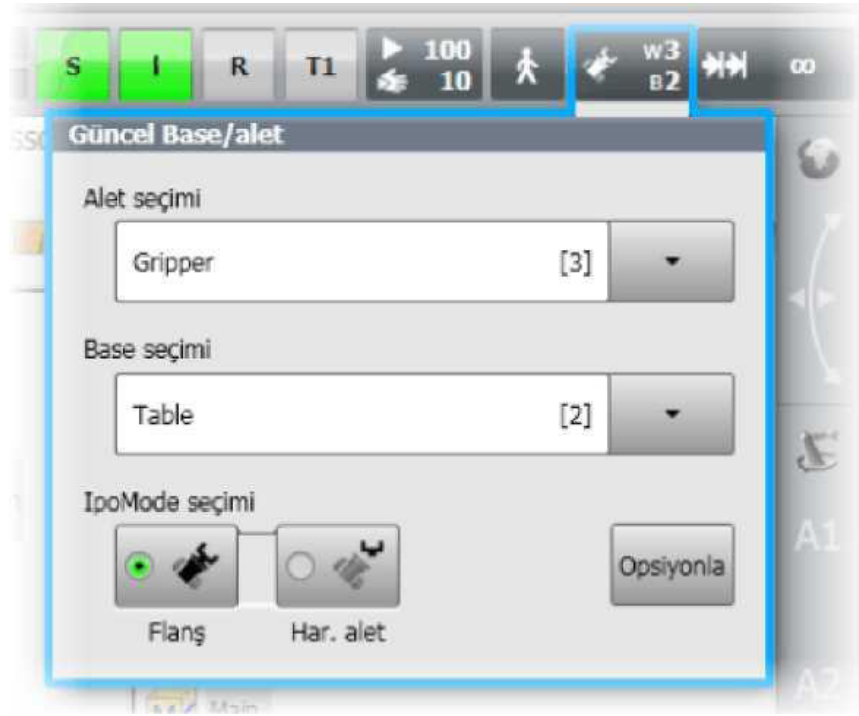 S I R T1 100 10 W3 B2 ∞
Güncel Base/alet
Alet seçimi
Gripper [3]
Base seçimi
Table [2]
IpoMode seçimi
Opsiyonla
Flanş Har. alet
A1
A2
Main